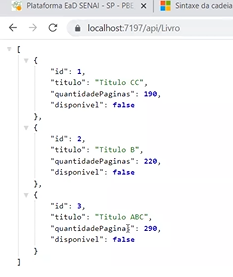 Plataforma EaD SENAI - SP - PBE
Sintaxe da cadeia
localhost:7197/api/Livro
[
{
"id": 1,
"titulo": "Titulo CC",
"quantidadePaginas": 190,
"disponivel": false
},
{
"id": 2,
"titulo": "Titulo B",
"quantidadePaginas": 220,
"disponivel": false
},
{
"id": 3,
"titulo": "Titulo ABC",
"quantidadePaginas": 290,
"disponivel": false
}
]